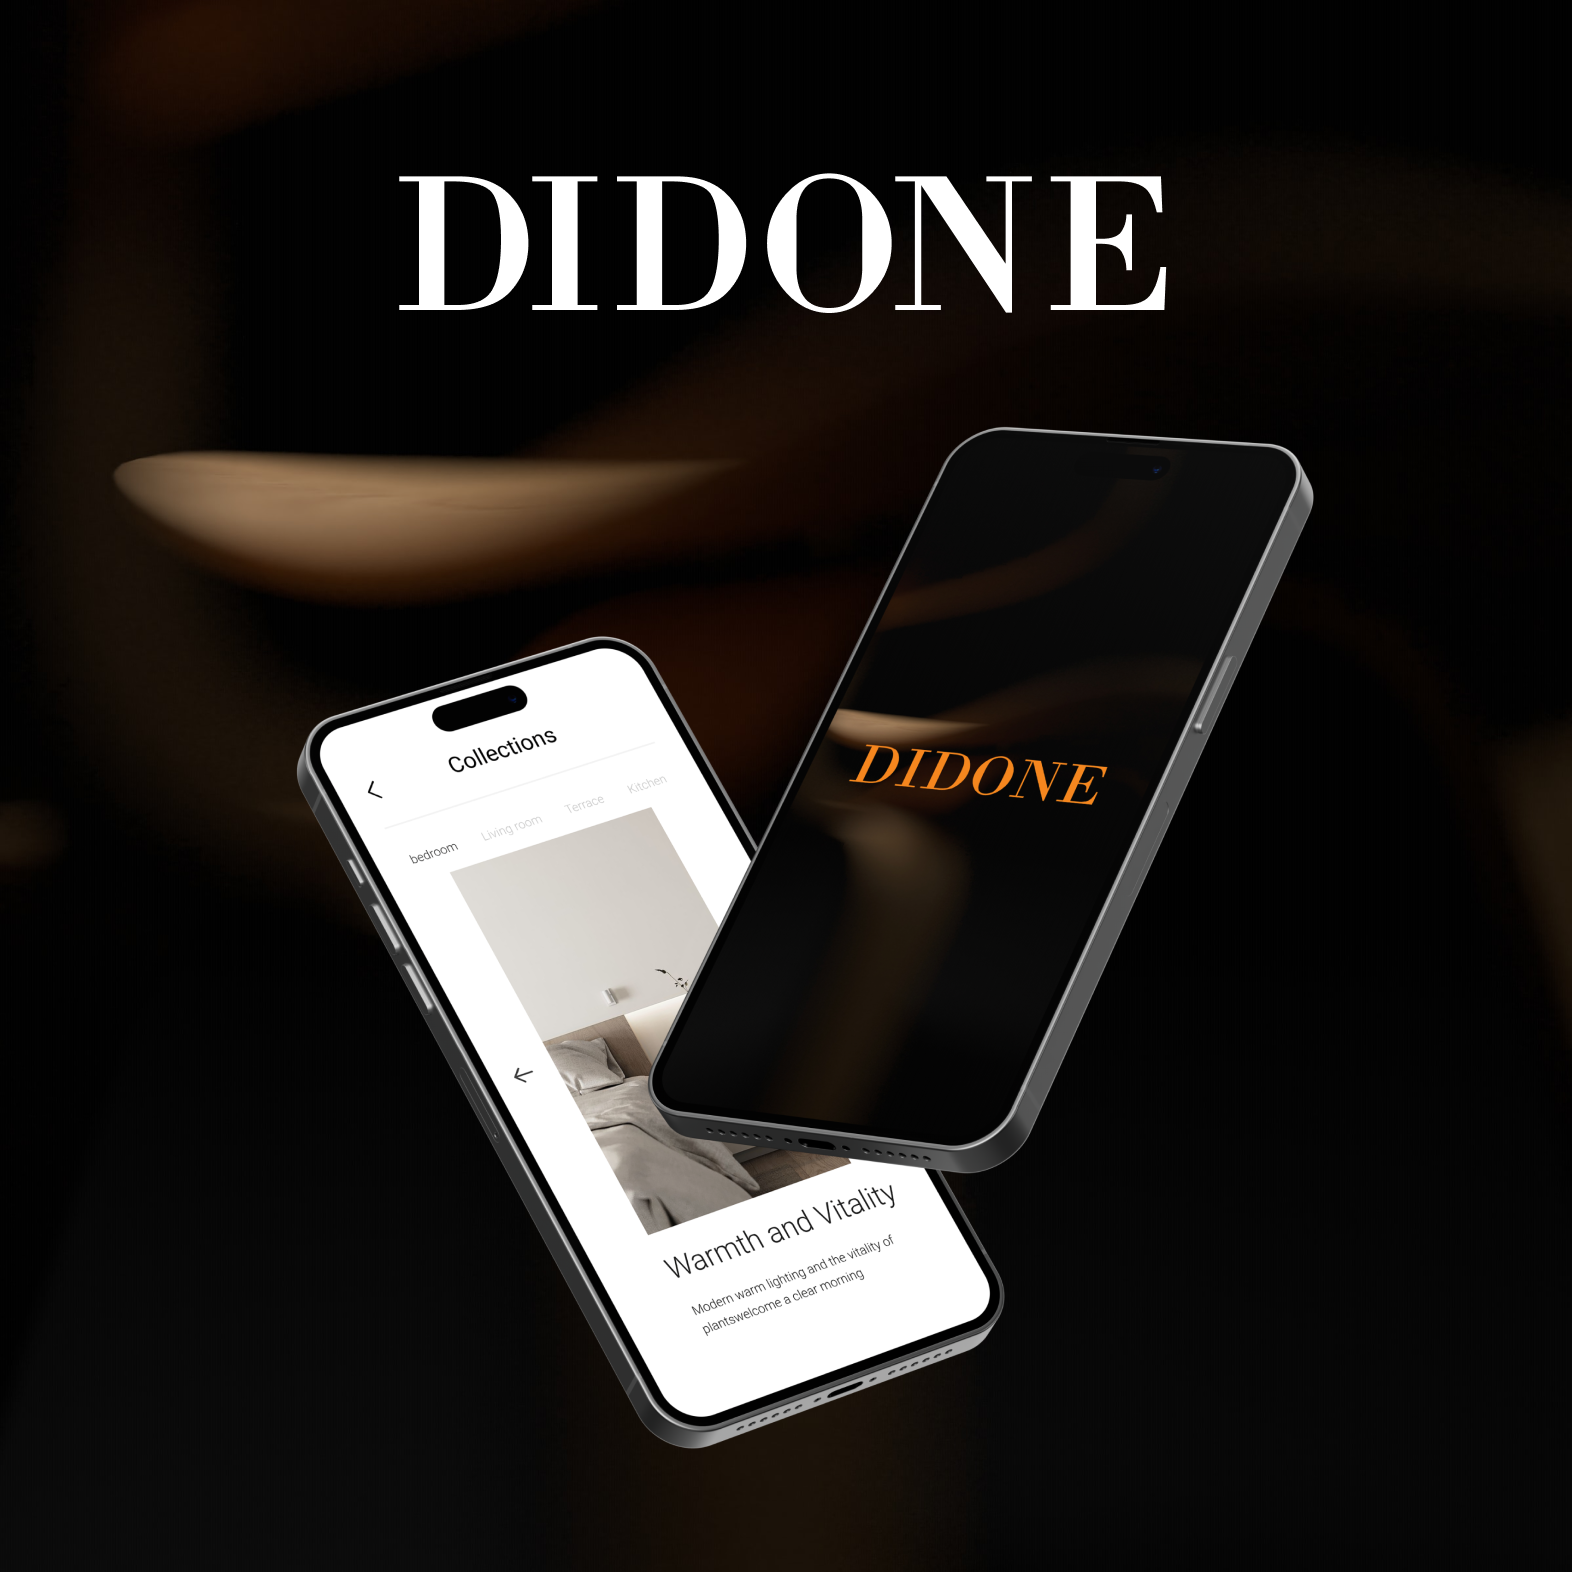 DIDONE
DIDONE
Collections
bedroom Living room Terrace Kitchen
Warmth and Vitality
Modern warm lighting and the vitality of
plantswelcome a clear morning